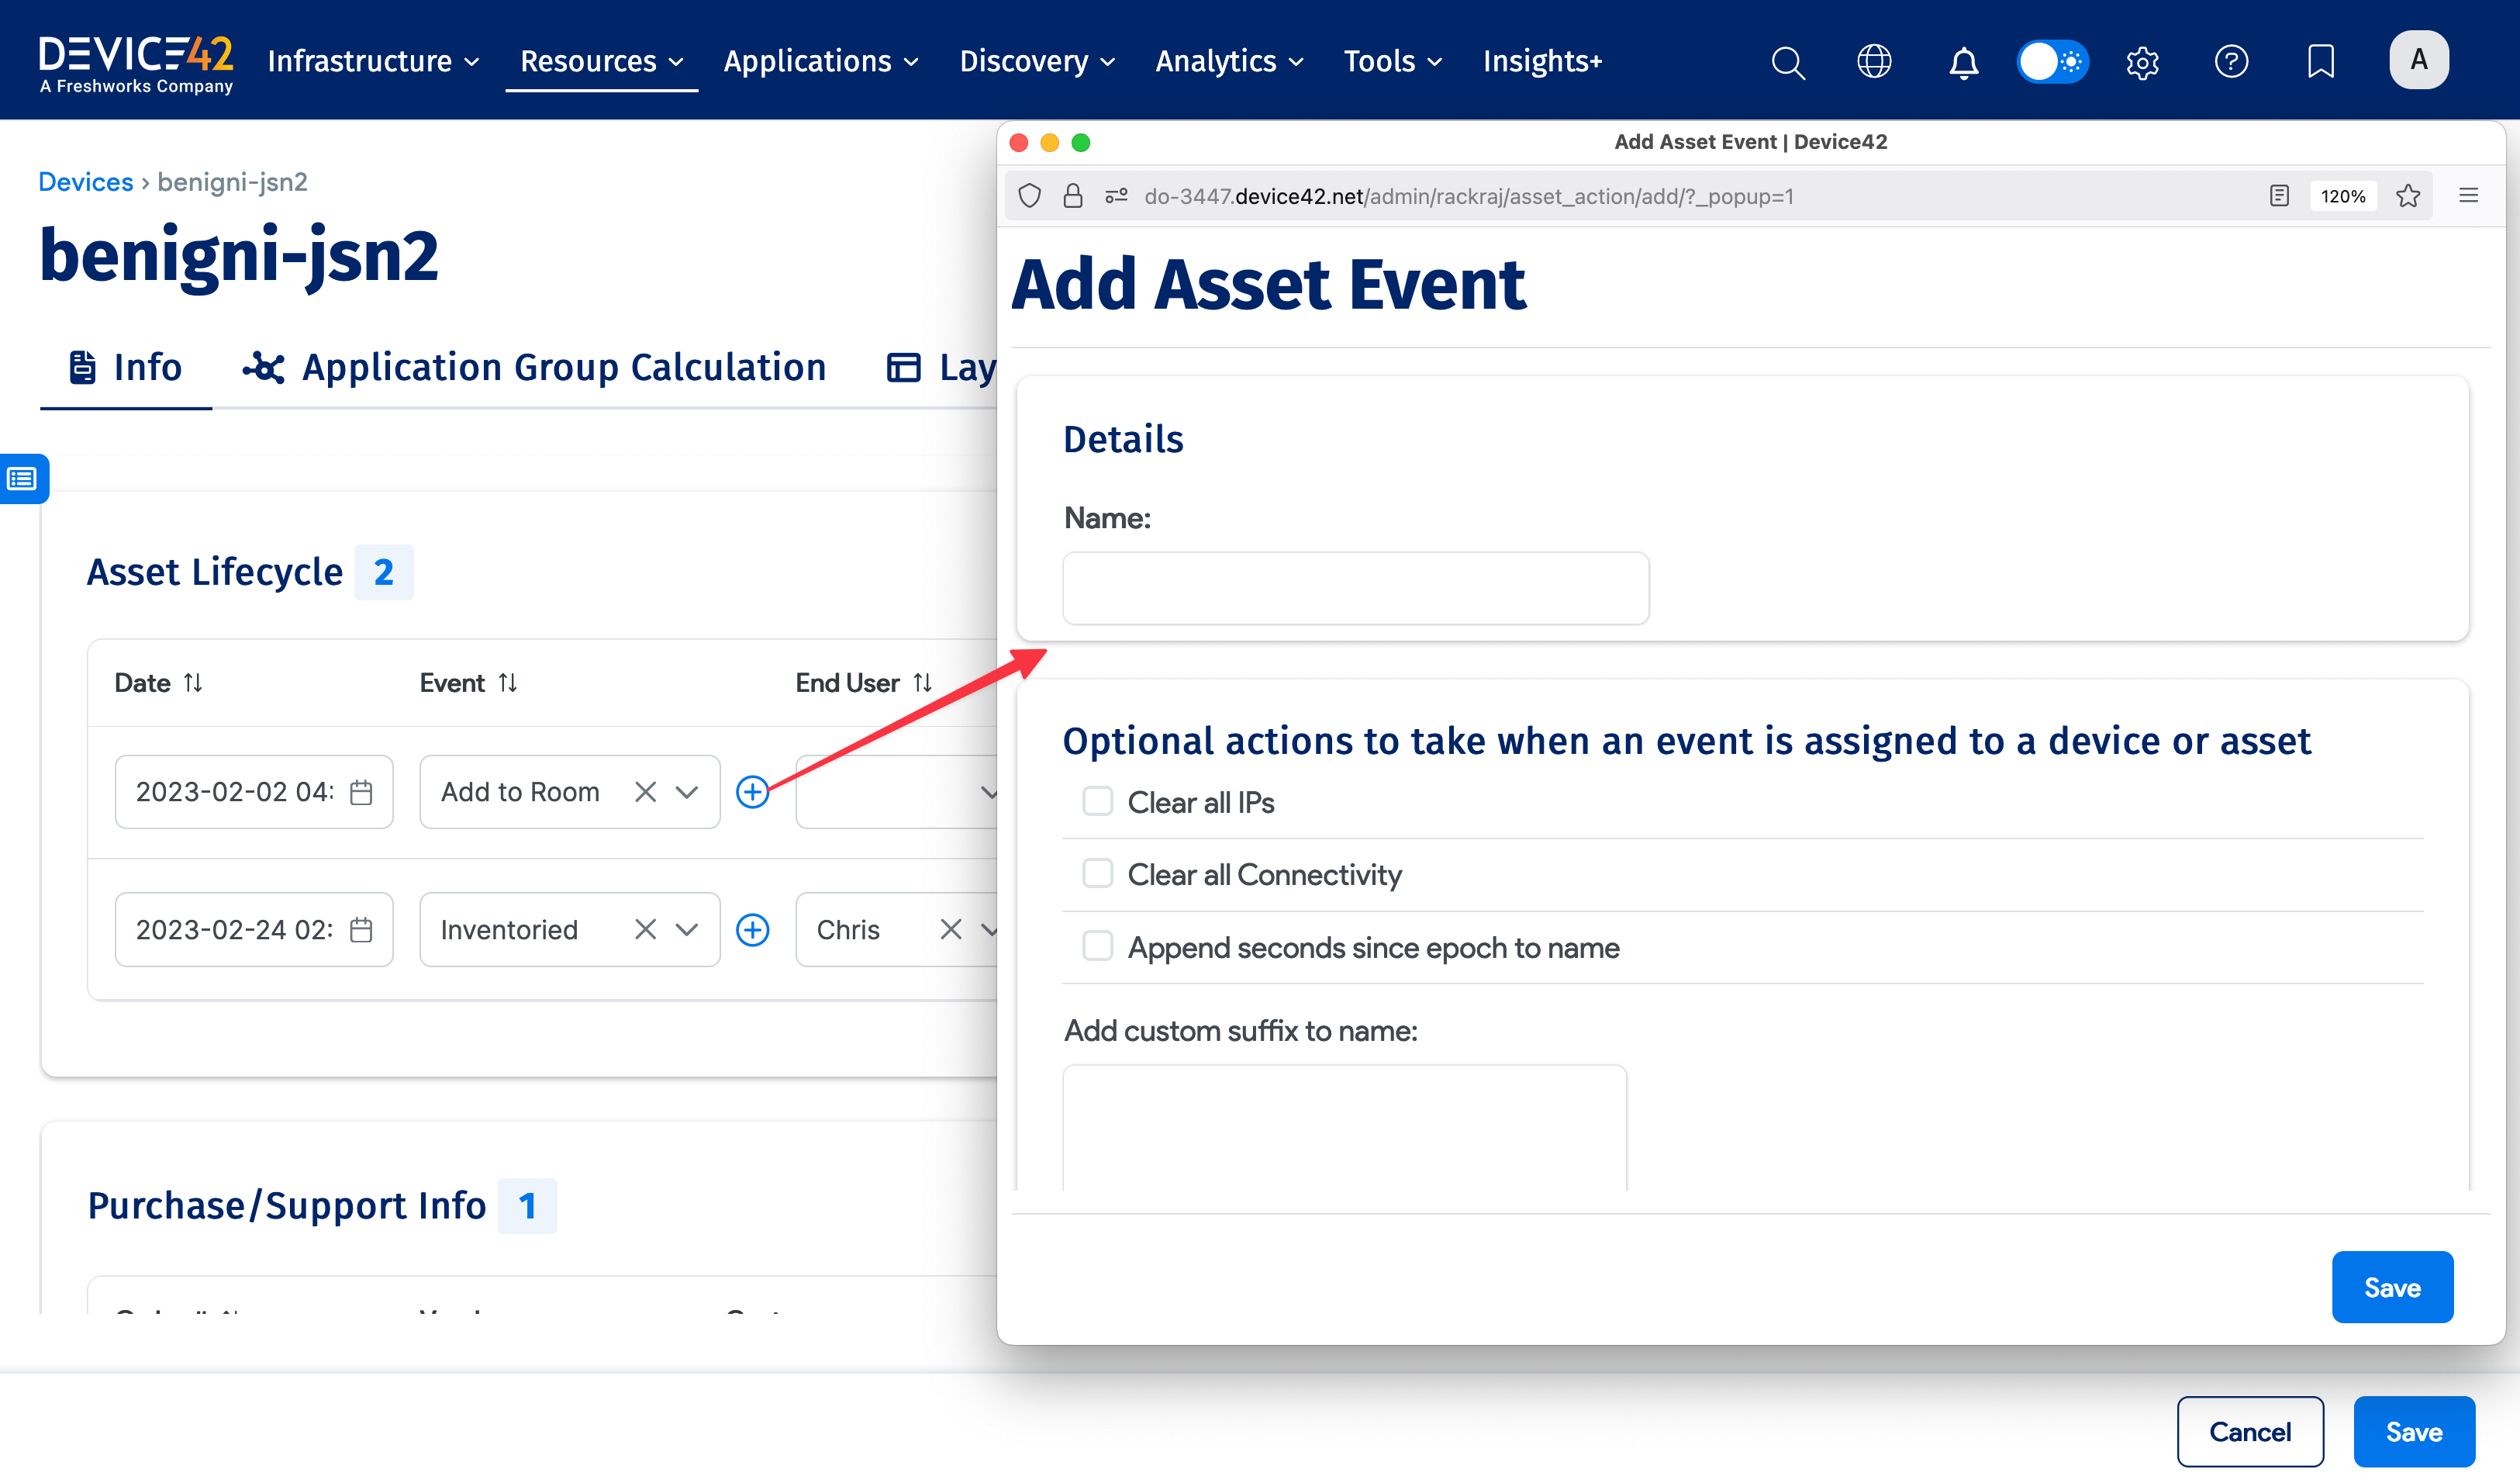 DEVICE42
A Freshworks Company
Infrastructure Resources Applications Discovery Analytics Tools Insights+ A
Devices › benigni-jsn2
benigni-jsn2
Info Application Group Calculation Lay
Asset Lifecycle 2
Date Event End User
2023-02-02 04: Add to Room
2023-02-24 02: Inventoried Chris
Purchase/Support Info 1
Cancel Save
Add Asset Event | Device42
do-3447.device42.net/admin/rackraj/asset_action/add/?_popup=1 120%
Add Asset Event
Details
Name:
Optional actions to take when an event is assigned to a device or asset
Clear all IPs
Clear all Connectivity
Append seconds since epoch to name
Add custom suffix to name:
Save